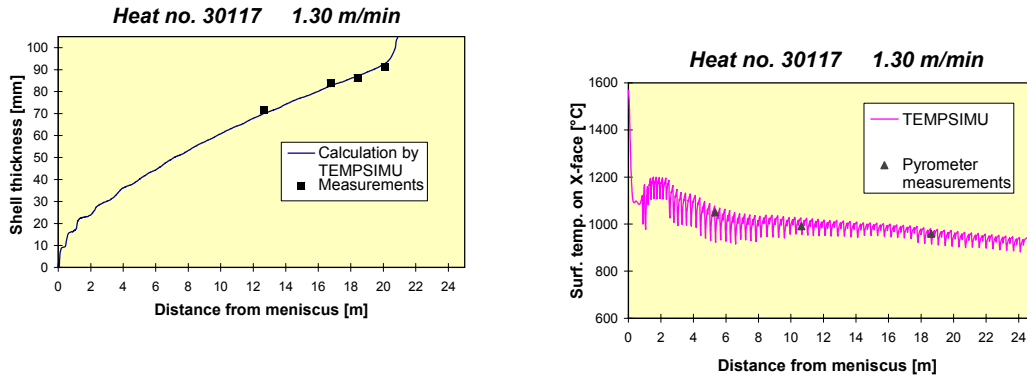 Heat no. 30117 1.30 m/min
Shell thickness [mm]
100
90
80
70
60
50
40
30
20
10
0
Calculation by
TEMPSIMU
Measurements
0 2 4 6 8 10 12 14 16 18 20 22 24
Distance from meniscus [m]
Heat no. 30117 1.30 m/min
Surf. temp. on X-face [°C]
1600
1400
1200
1000
800
600
TEMPSIMU
Pyrometer
measurements
0 2 4 6 8 10 12 14 16 18 20 22 24
Distance from meniscus [m]